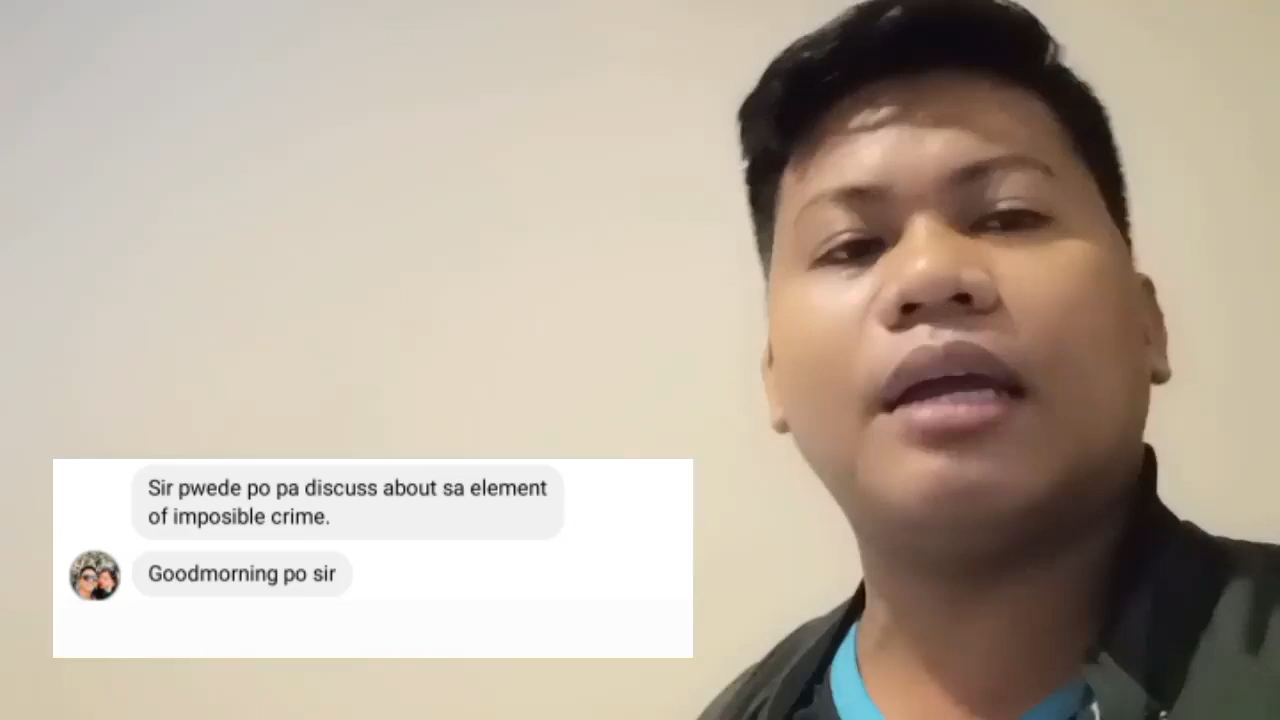 Sir pwede po pa discuss about sa element
of imposible crime.
Goodmorning po sir